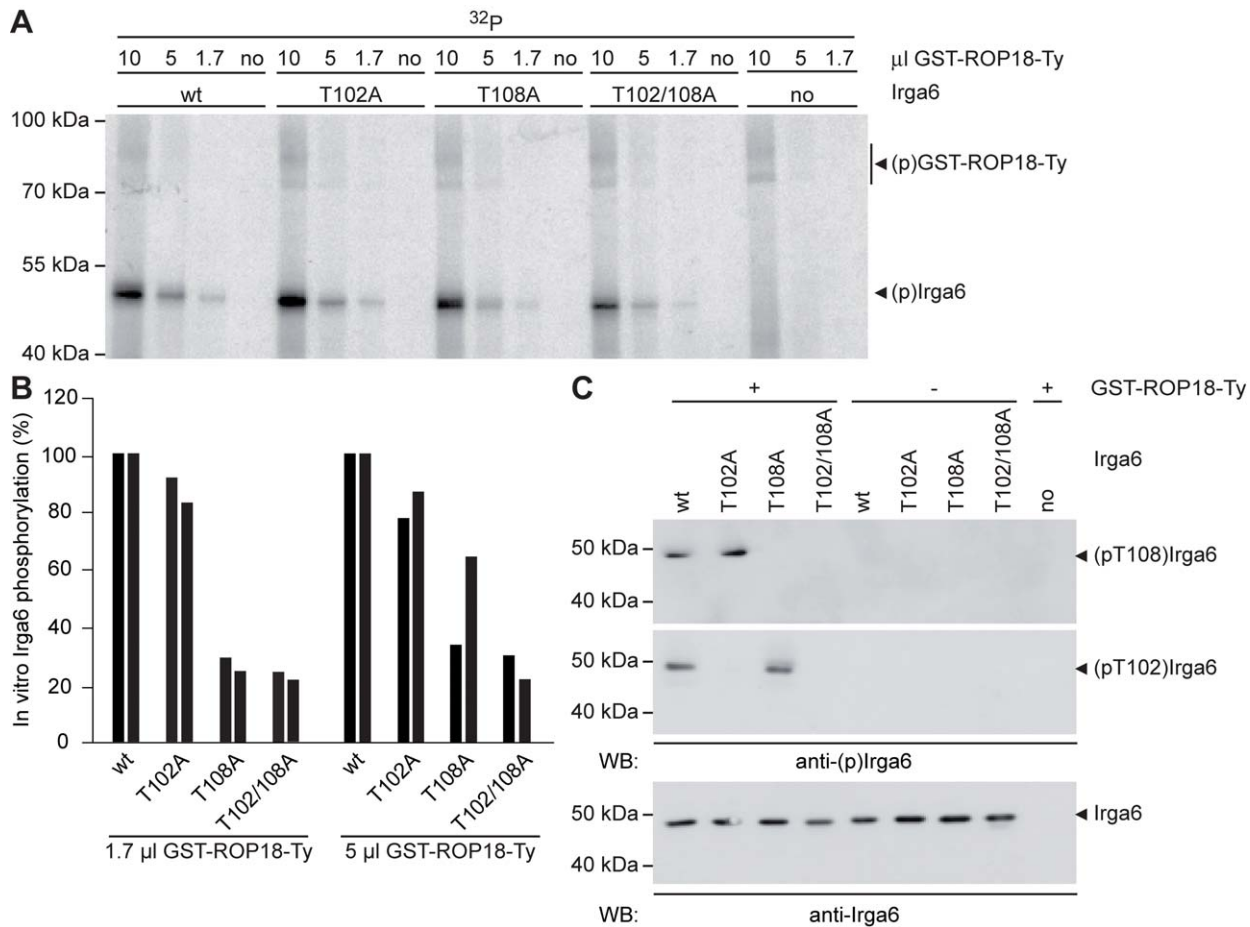 A
32P
10 5 1.7 no 10 5 1.7 no 10 5 1.7 no 10 5 1.7 no 10 5 1.7 µl GST-ROP18-Ty
wt T102A T108A T102/108A no Irga6
100 kDa
(p)GST-ROP18-Ty
70 kDa
55 kDa
(p)Irga6
40 kDa
B
In vitro Irga6 phosphorylation (%)
120
100
80
60
40
20
0
wt T102A T108A T102/108A wt T102A T108A T102/108A
1.7 µl GST-ROP18-Ty 5 µl GST-ROP18-Ty
C
+ - + GST-ROP18-Ty
wt T102A T108A T102/108A wt T102A T108A T102/108A no Irga6
50 kDa (pT108)Irga6
40 kDa
50 kDa (pT102)Irga6
40 kDa
WB: anti-(p)Irga6
50 kDa Irga6
40 kDa
WB: anti-Irga6